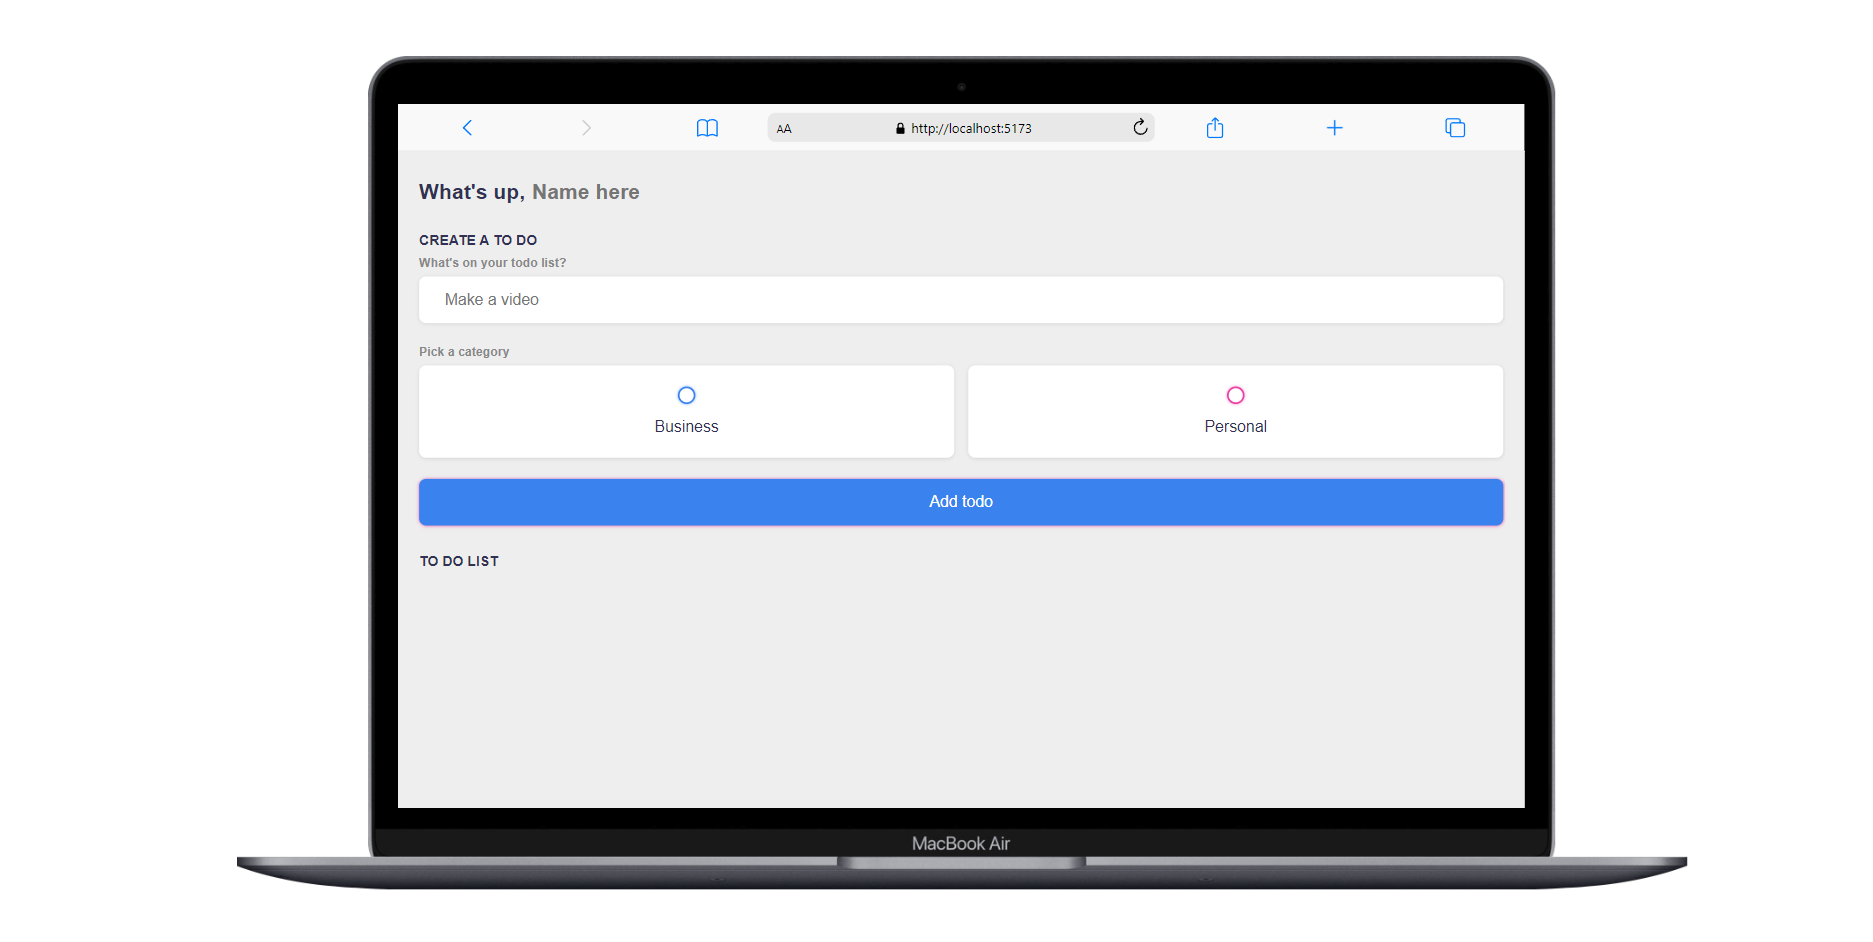 AA http://localhost:5173
What's up, Name here
CREATE A TO DO
What's on your todo list?
Make a video
Pick a category
Business Personal
Add todo
TO DO LIST
MacBook Air